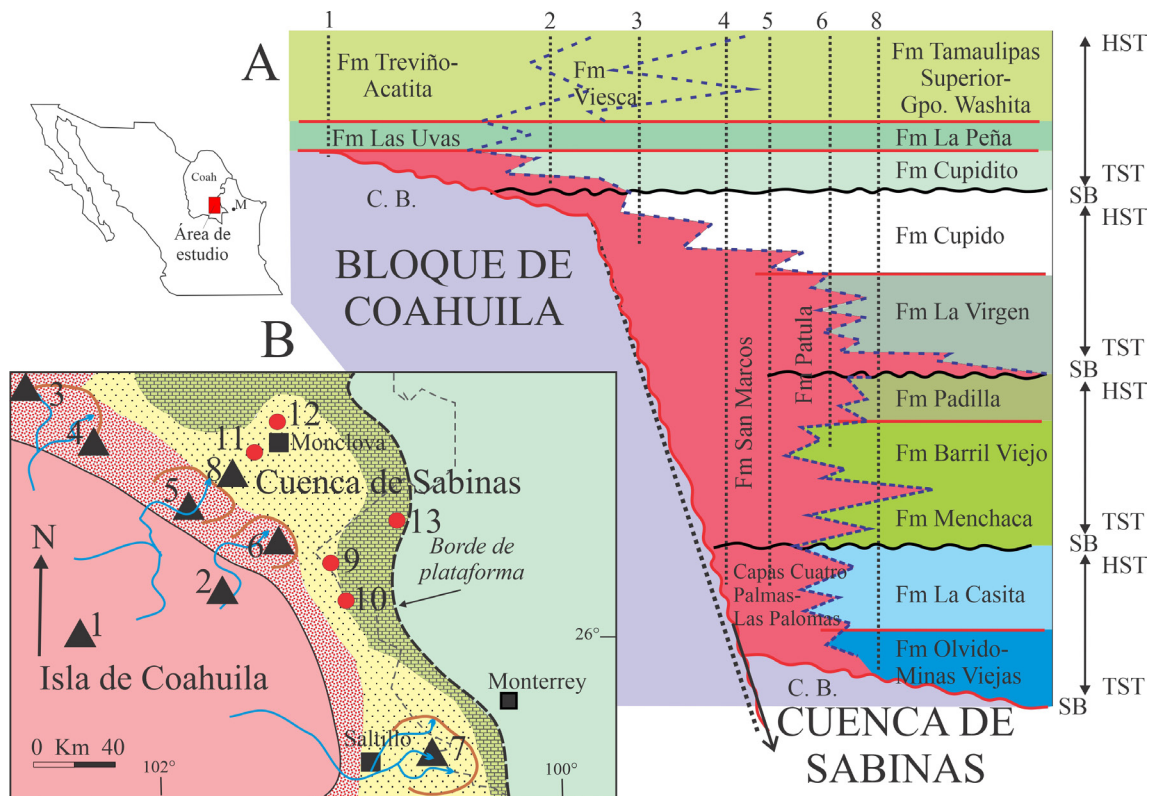 A
1
2
3
4
5
6
8
Fm Treviño-
Acatita
Fm
Viesca
Fm Tamaulipas
Superior-
Gpo. Washita
HST
Fm Las Uvas
Fm La Peña
Fm Cupidito
TST
SB
C. B.
HST
Fm Cupido
BLOQUE DE
COAHUILA
Fm La Virgen
TST
SB
Fm San Marcos
Fm Patula
HST
Fm Padilla
Fm Barril Viejo
Fm Menchaca
TST
SB
HST
Capas Cuatro
Palmas-
Las Palomas
Fm La Casita
Fm Olvido-
Minas Viejas
TST
SB
C. B.
CUENCA DE
SABINAS
Coah
M
Área de
estudio
B
3
4
12
11
Monclova
8
Cuenca de Sabinas
5
13
6
N
9
Borde de
plataforma
2
10
1
26°
Isla de Coahuila
Monterrey
Saltillo
7
0 Km 40
102°
100°